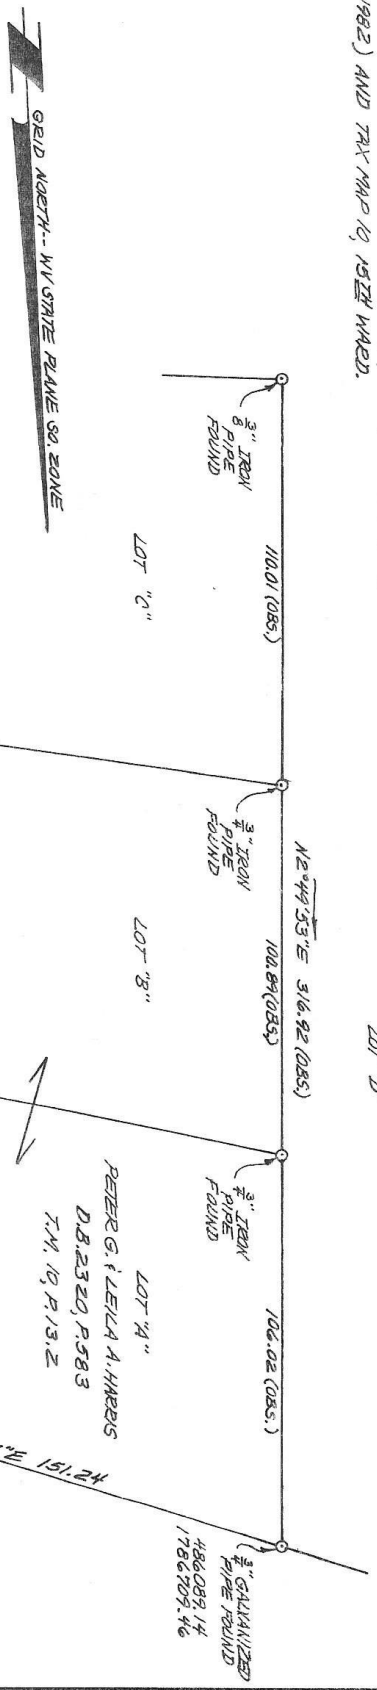 1982) AND TAX MAP 10, 15TH WARD.
GRID NORTH-- WV STATE PLANE SO. ZONE
3/8" IRON
PIPE
FOUND
110.01 (OBS.)
LOT "C"
3/4" IRON
PIPE
FOUND
N2°44'53"E 316.92 (OBS.)
100.89 (OBS.)
LOT "B"
3/4" IRON
PIPE
FOUND
106.02 (OBS.)
LOT "A"
PETER G. & LEILA A. HARRIS
D.B. 2320, P. 583
T.M. 10, P. 13.2
"E 151.24
3/4" GALVANIZED
PIPE FOUND
486089.14
1786709.46